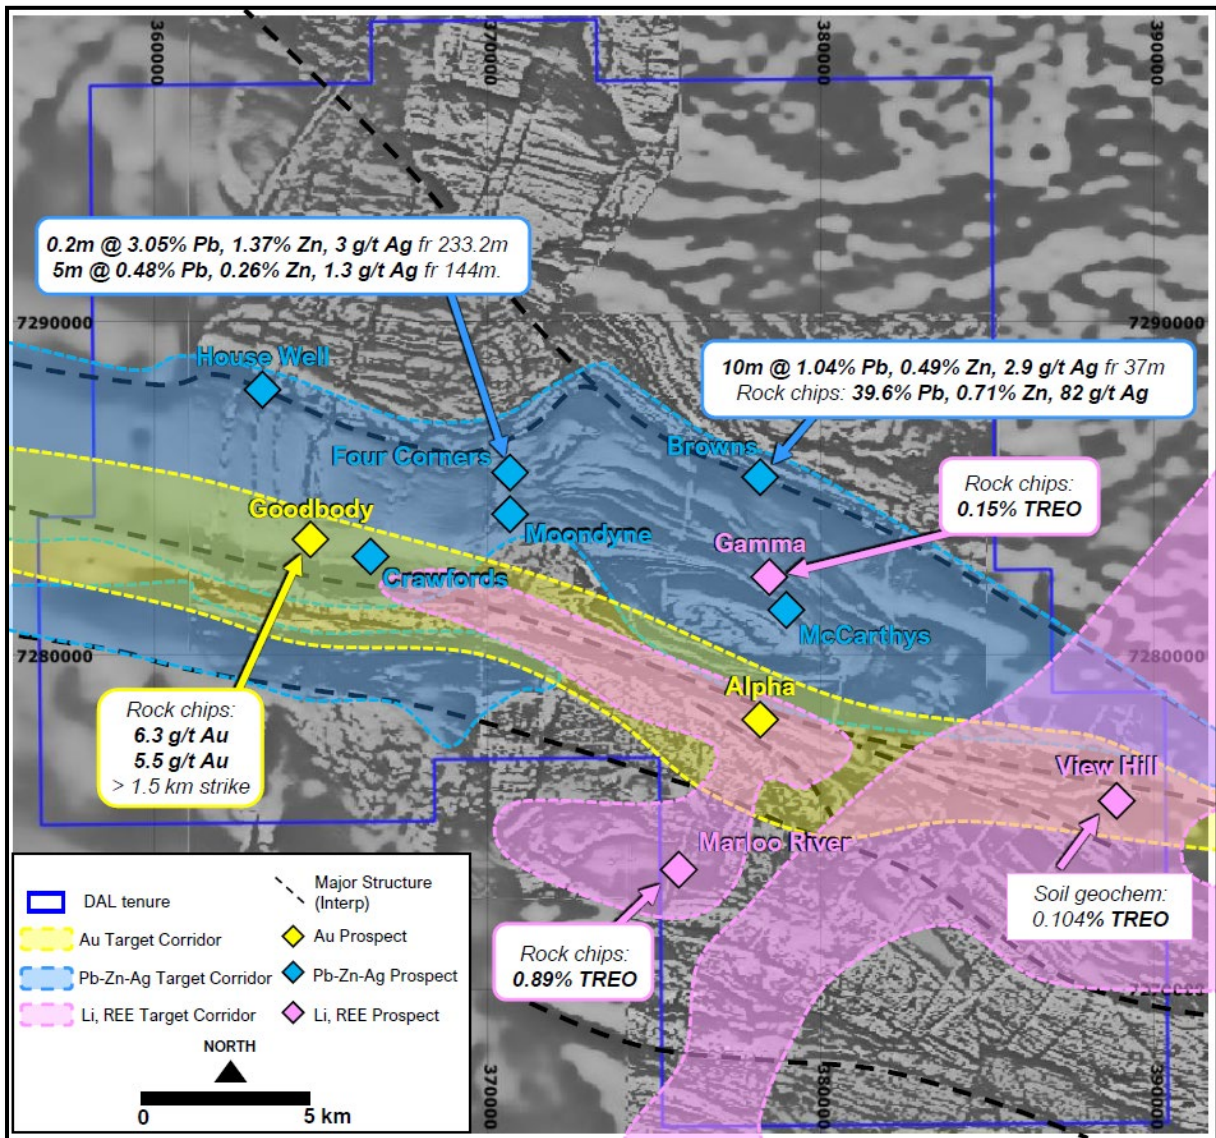 360000
370000
380000
390000
0.2m @ 3.05% Pb, 1.37% Zn, 3 g/t Ag fr 233.2m
5m @ 0.48% Pb, 0.26% Zn, 1.3 g/t Ag fr 144m.
7290000
7290000
House Well
10m @ 1.04% Pb, 0.49% Zn, 2.9 g/t Ag fr 37m
Rock chips: 39.6% Pb, 0.71% Zn, 82 g/t Ag
Four Corners
Browns
Rock chips:
0.15% TREO
Goodbody
Moondyne
Gamma
Crawfords
McCarthys
7280000
7280000
Alpha
Rock chips:
6.3 g/t Au
5.5 g/t Au
> 1.5 km strike
View Hill
Marloo River
Soil geochem:
0.104% TREO
Rock chips:
0.89% TREO
DAL tenure
Major Structure
(Interp)
Au Target Corridor
Au Prospect
Pb-Zn-Ag Target Corridor
Pb-Zn-Ag Prospect
Li, REE Target Corridor
Li, REE Prospect
NORTH
0
5 km
7270000
370000
380000
390000